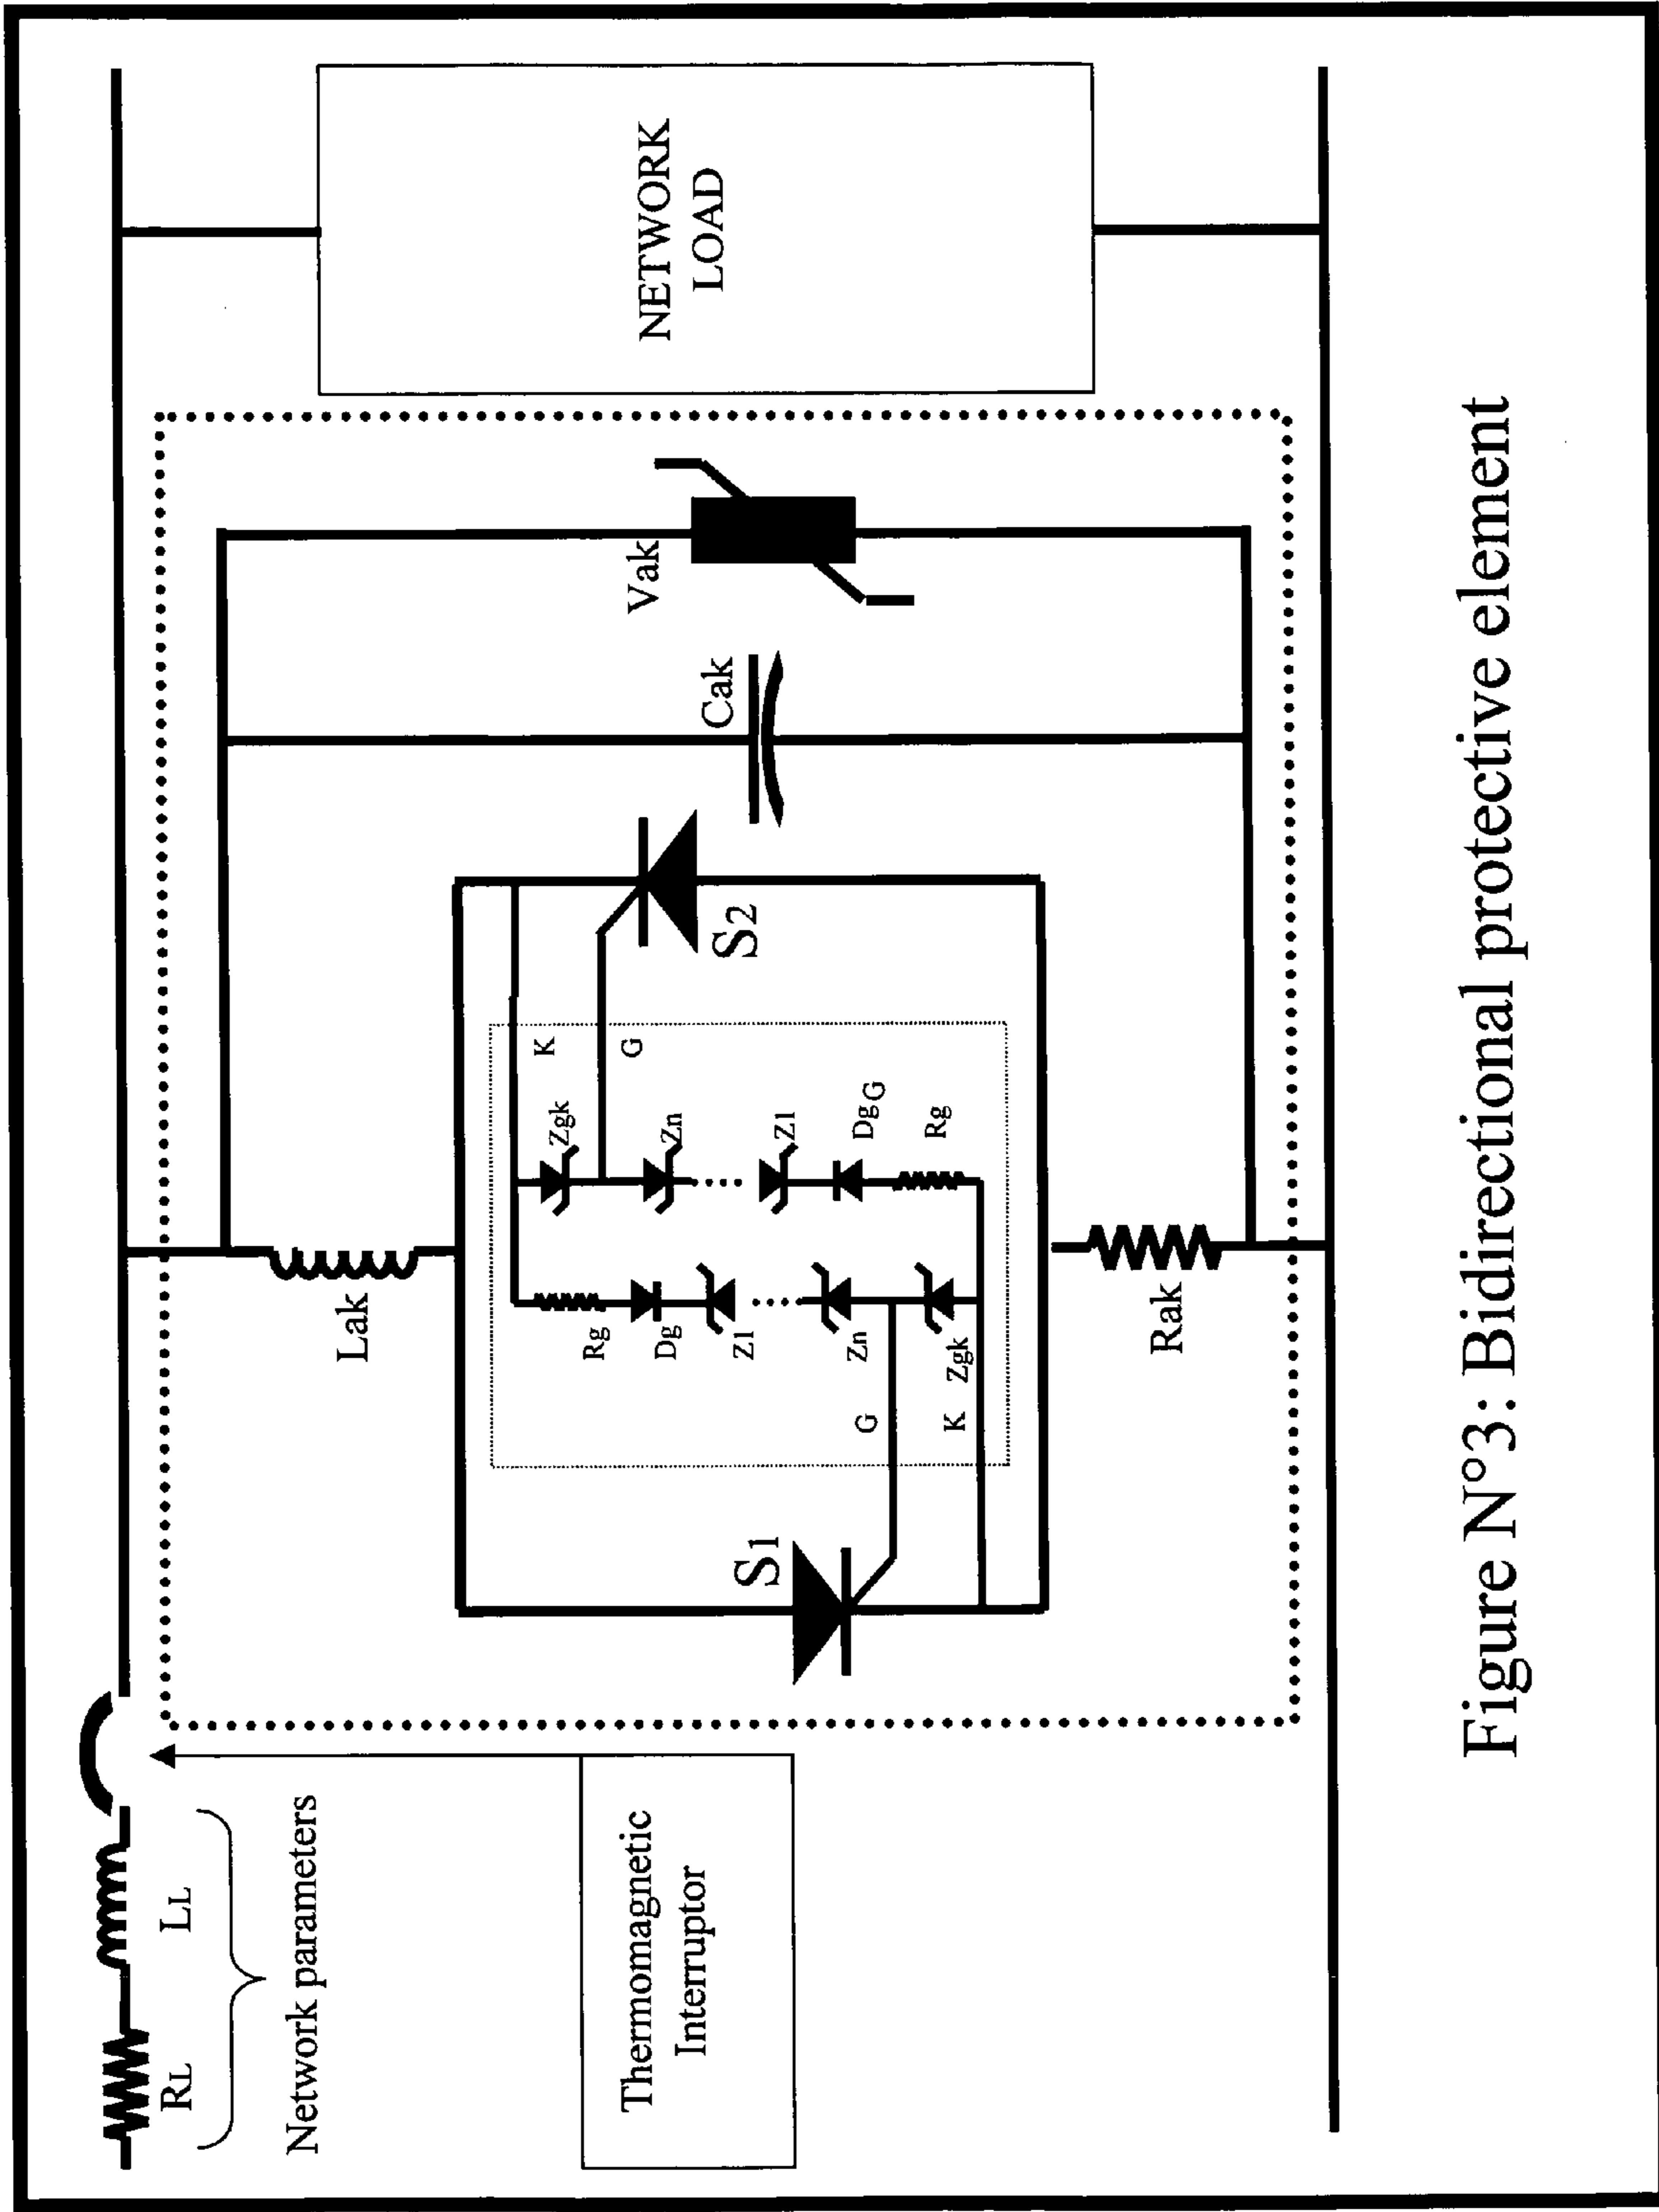 RL
LL
Network parameters
Thermomagnetic
Interruptor
Lak
S1
Rg
Dg
Z1
Zn
Zgk
G
K
Zgk
Zn
Z1
Dg
G
Rg
K
G
S2
Rak
Cak
Vak
NETWORK
LOAD
Figure N°3: Bidirectional protective element